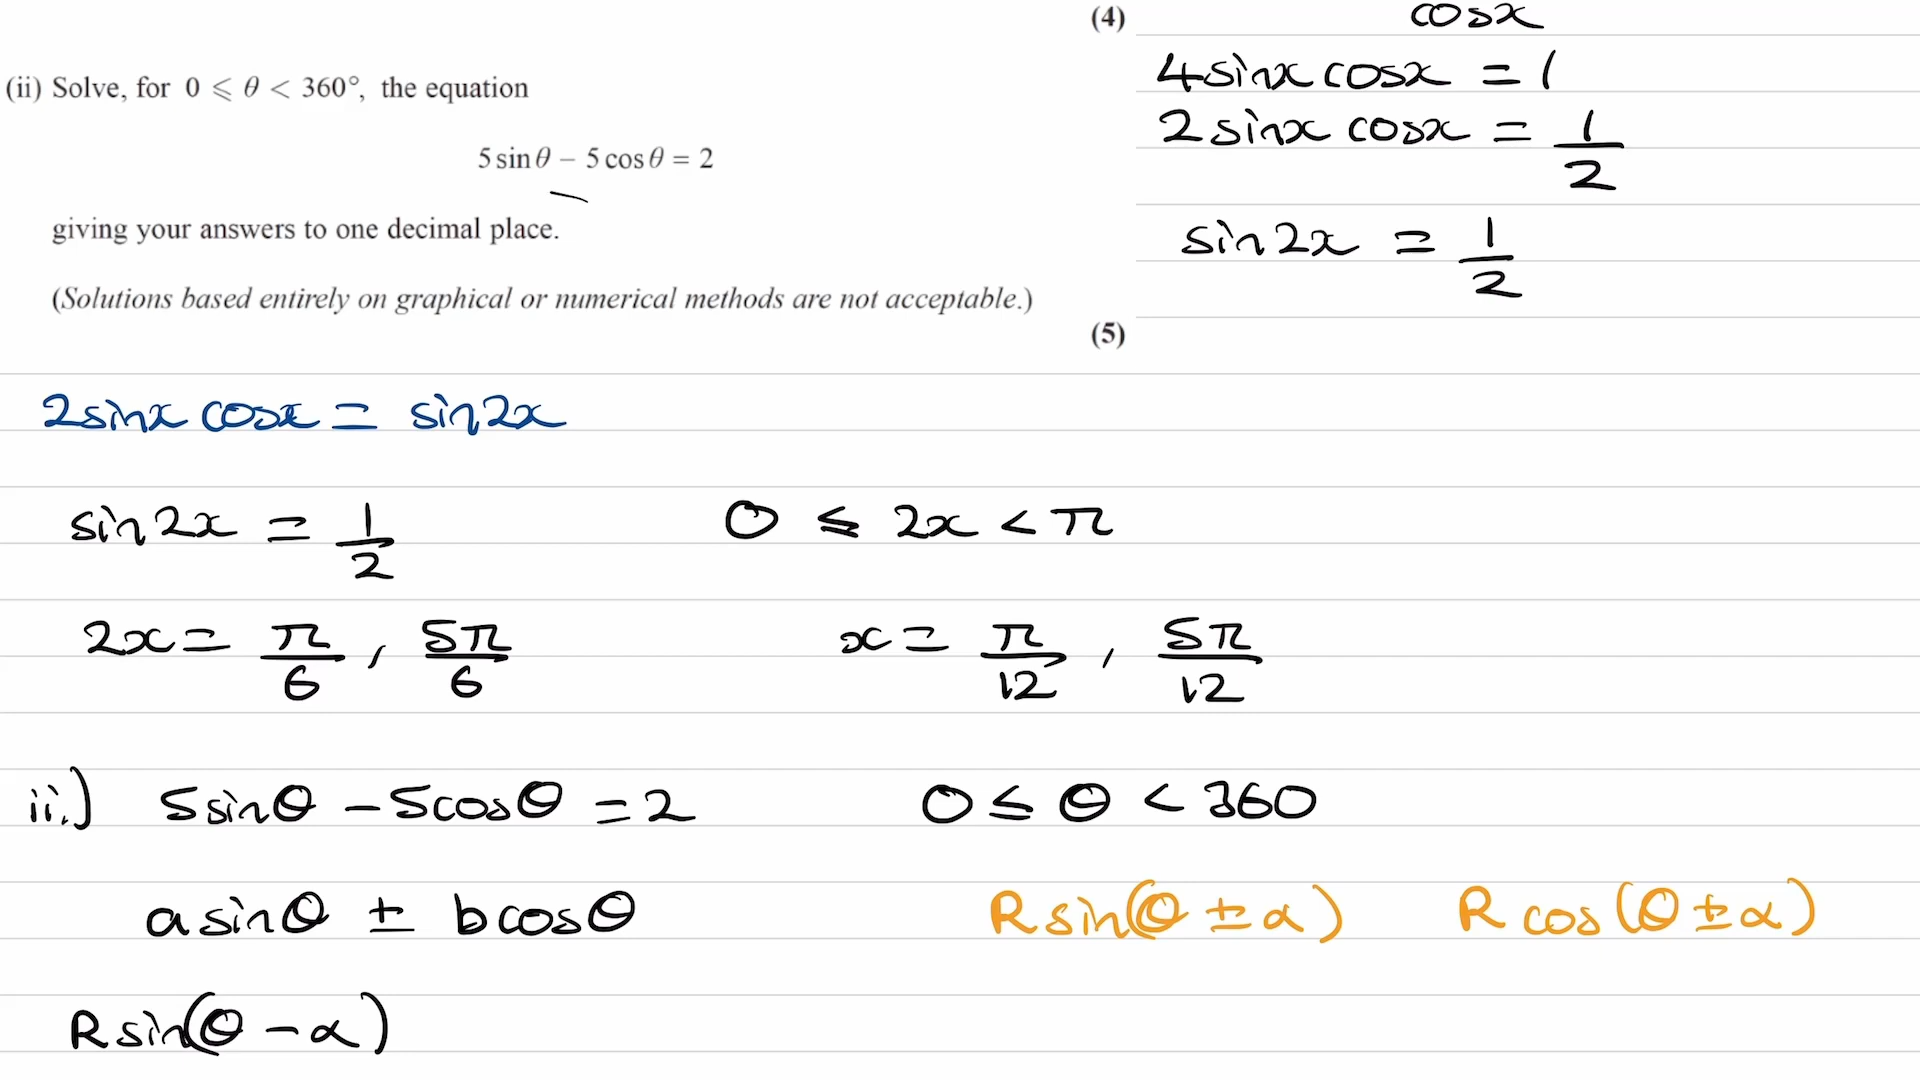 (4)
cosx
4sinx cosx = 1
2sinx cosx = 1/2
sin2x = 1/2
(ii) Solve, for 0 ⩽ θ < 360°, the equation
5 sin θ – 5 cos θ = 2
giving your answers to one decimal place.
(Solutions based entirely on graphical or numerical methods are not acceptable.)
(5)
2sinx cosx = sin2x
sin2x = 1/2 0 ≤ 2x < π
2x = π/6 , 5π/6 x = π/12 , 5π/12
ii.) 5sinθ – 5cosθ = 2 0 ≤ θ < 360
a sinθ ± b cosθ R sin(θ ± α) R cos(θ ± α)
R sin(θ – α)